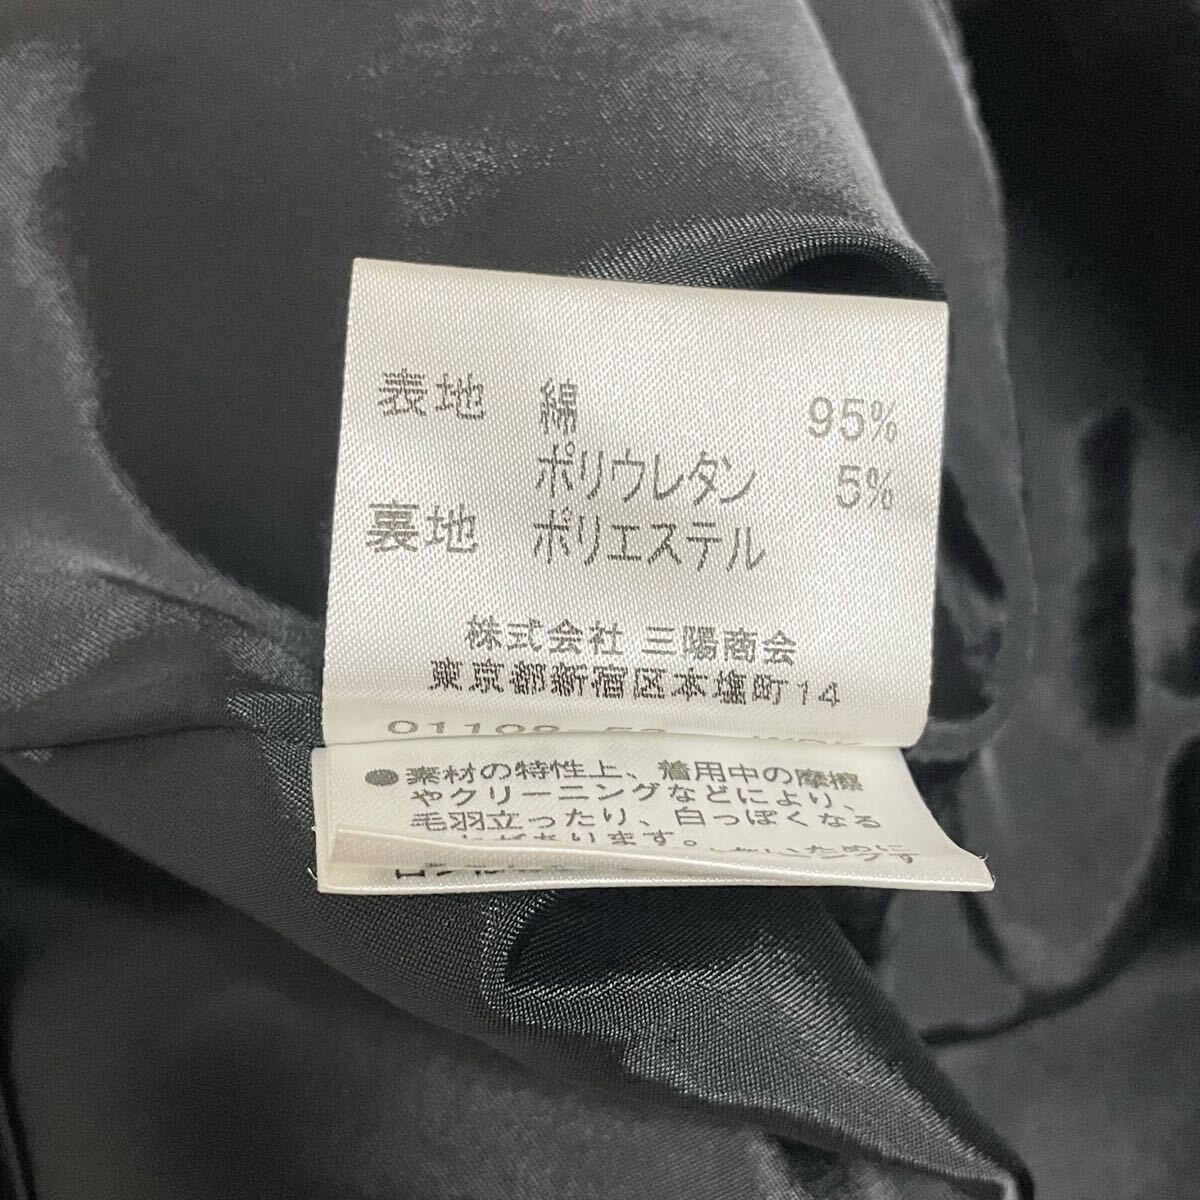 表地 綿 95%
ポリウレタン 5%
裏地 ポリエステル
株式会社 三陽商会
東京都新宿区本塩町14
●素材の特性上、着用中の摩擦
やクリーニングなどにより、
毛羽立ったり、白っぽくなる